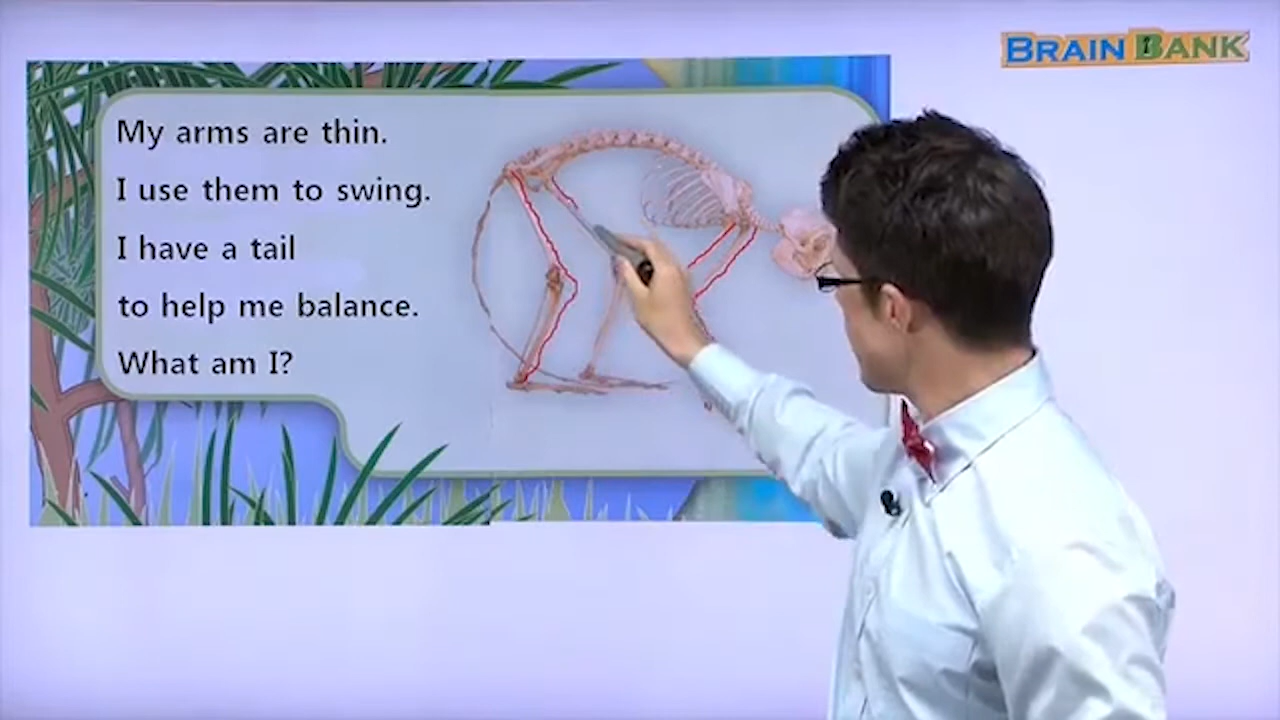 BRAIN BANK
My arms are thin.
I use them to swing.
I have a tail
to help me balance.
What am I?